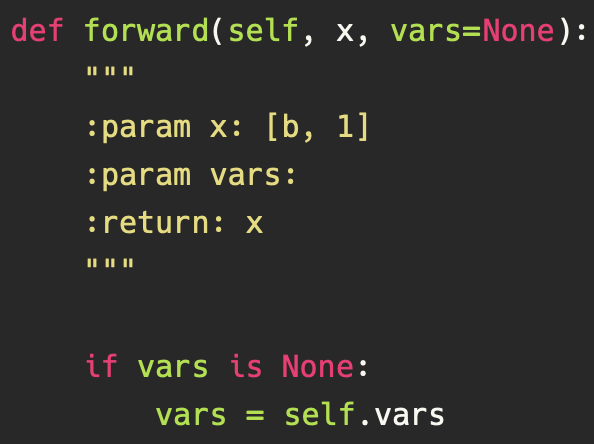 def forward(self, x, vars=None):
    """
    :param x: [b, 1]
    :param vars:
    :return: x
    """
    if vars is None:
        vars = self.vars